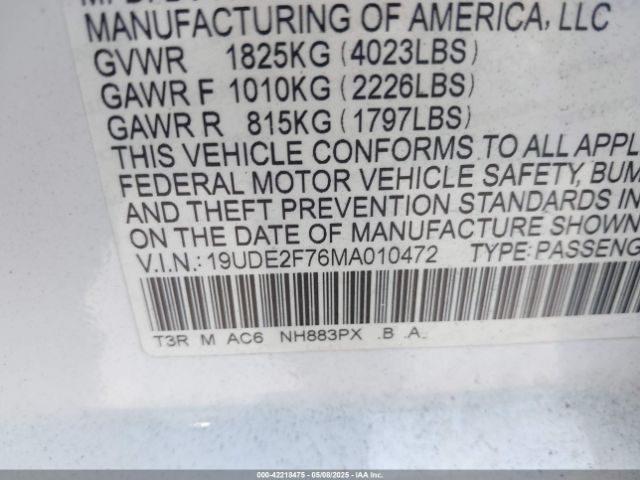 MANUFACTURING OF AMERICA, LLC
GVWR 1825KG (4023LBS)
GAWR F 1010KG (2226LBS)
GAWR R 815KG (1797LBS)
THIS VEHICLE CONFORMS TO ALL APPL
FEDERAL MOTOR VEHICLE SAFETY, BUM
AND THEFT PREVENTION STANDARDS IN
ON THE DATE OF MANUFACTURE SHOWN
V.I.N.: 19UDE2F76MA010472 TYPE: PASSENG
T3R M AC6 NH883PX .B .A.
000-42218475 - 05/08/2025 - IAAI.COM